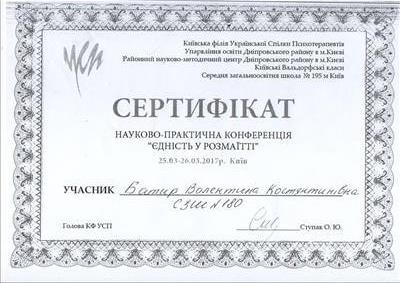 Київська філія Української Спілки Психотерапевтів
Управління освіти Дніпровського району в м.Києві
Районний науково-методичний центр Дніпровського району в м.Києві
Київські Вальдорфські класи
Середня загальноосвітня школа № 195 м Київ
СЕРТИФІКАТ
НАУКОВО-ПРАКТИЧНА КОНФЕРЕНЦІЯ
"ЄДНІСТЬ У РОЗМАЇТТІ"
25.03-26.03.2017р. Київ
УЧАСНИК Батир Валентина Костянтинівна
СЗШ №180
Голова КФ УСП
Ступак О. Ю.